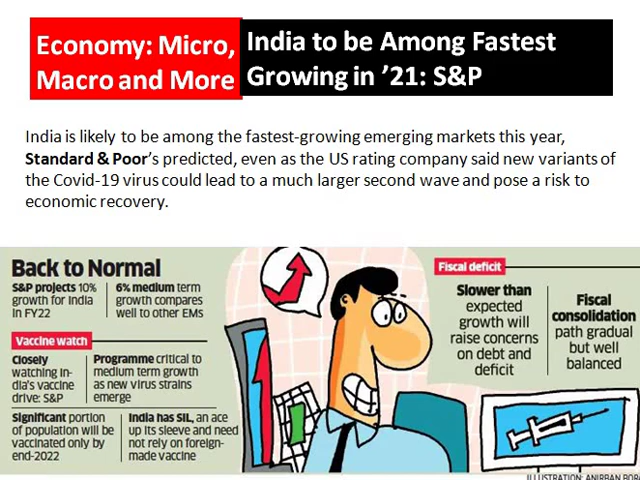 Economy: Micro,
Macro and More
India to be Among Fastest
Growing in ’21: S&P
India is likely to be among the fastest-growing emerging markets this year,
Standard & Poor’s predicted, even as the US rating company said new variants of
the Covid-19 virus could lead to a much larger second wave and pose a risk to
economic recovery.
Back to Normal
S&P projects 10%
growth for India
in FY22
6% medium term
growth compares
well to other EMs
Vaccine watch
Closely
watching In-
dia's vaccine
drive: S&P
Programme critical to
medium term growth
as new virus strains
emerge
Significant portion
of population will be
vaccinated only by
end-2022
India has SIL, an ace
up its sleeve and need
not rely on foreign-
made vaccine
Fiscal deficit
Slower than
expected
growth will
raise concerns
on debt and
deficit
Fiscal
consolidation
path gradual
but well
balanced
ILLUSTRATION: ANIRBAN BORA